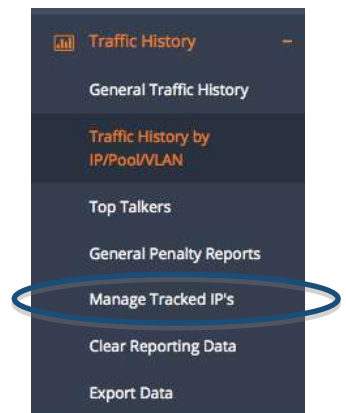 Traffic History
General Traffic History
Traffic History by
IP/Pool/VLAN
Top Talkers
General Penalty Reports
Manage Tracked IP's
Clear Reporting Data
Export Data